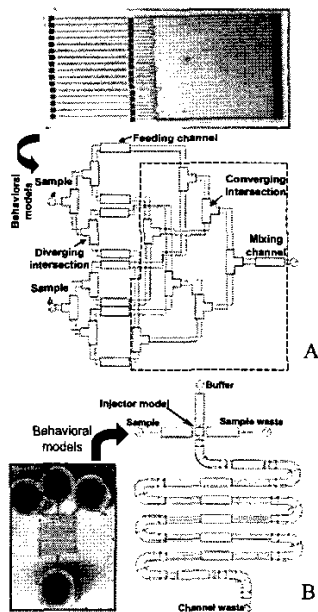 Behavioral
models
Feeding channel
Sample
Converging
Intersection
Mixing
channel
Diverging
intersection
Sample
A
Buffer
Injector model
Sample
Sample waste
Behavioral
models
B
Channel waste